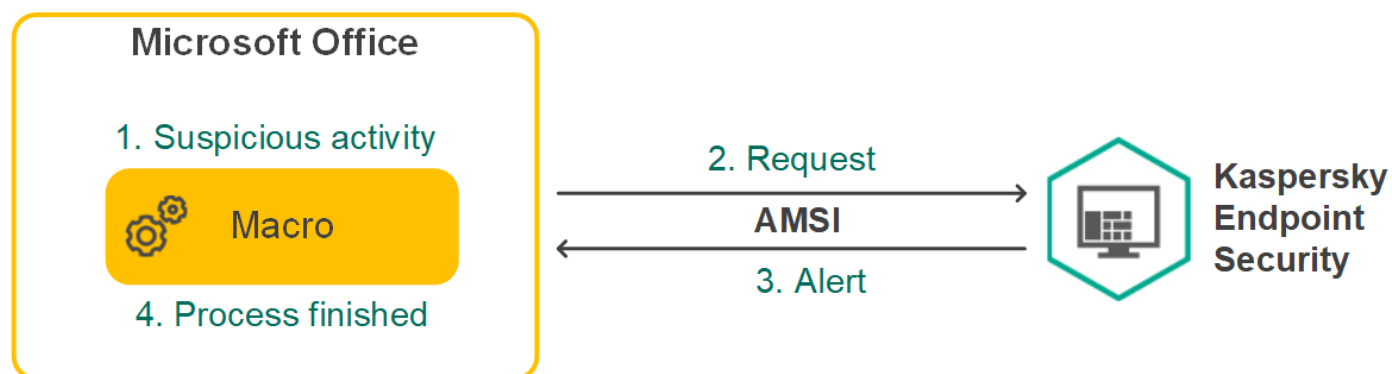 Microsoft Office
1. Suspicious activity
Macro
4. Process finished
2. Request
AMSI
3. Alert
Kaspersky
Endpoint
Security